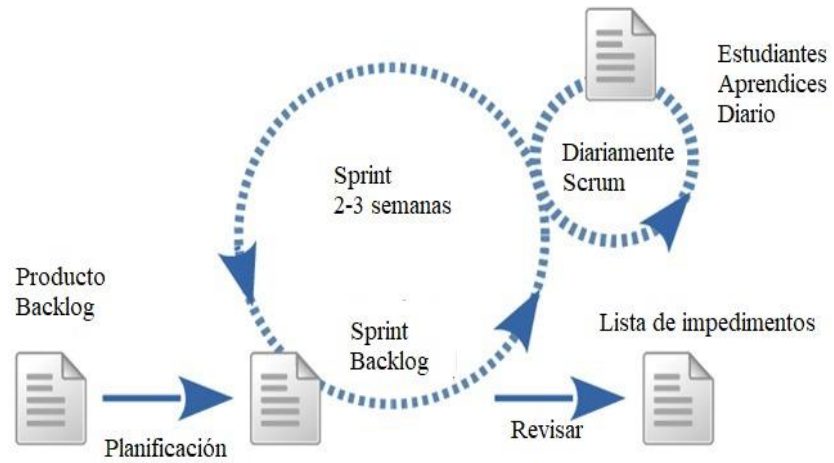 Estudiantes
Aprendices
Diario
Diariamente
Scrum
Sprint
2-3 semanas
Producto
Backlog
Sprint
Backlog
Lista de impedimentos
Planificación
Revisar